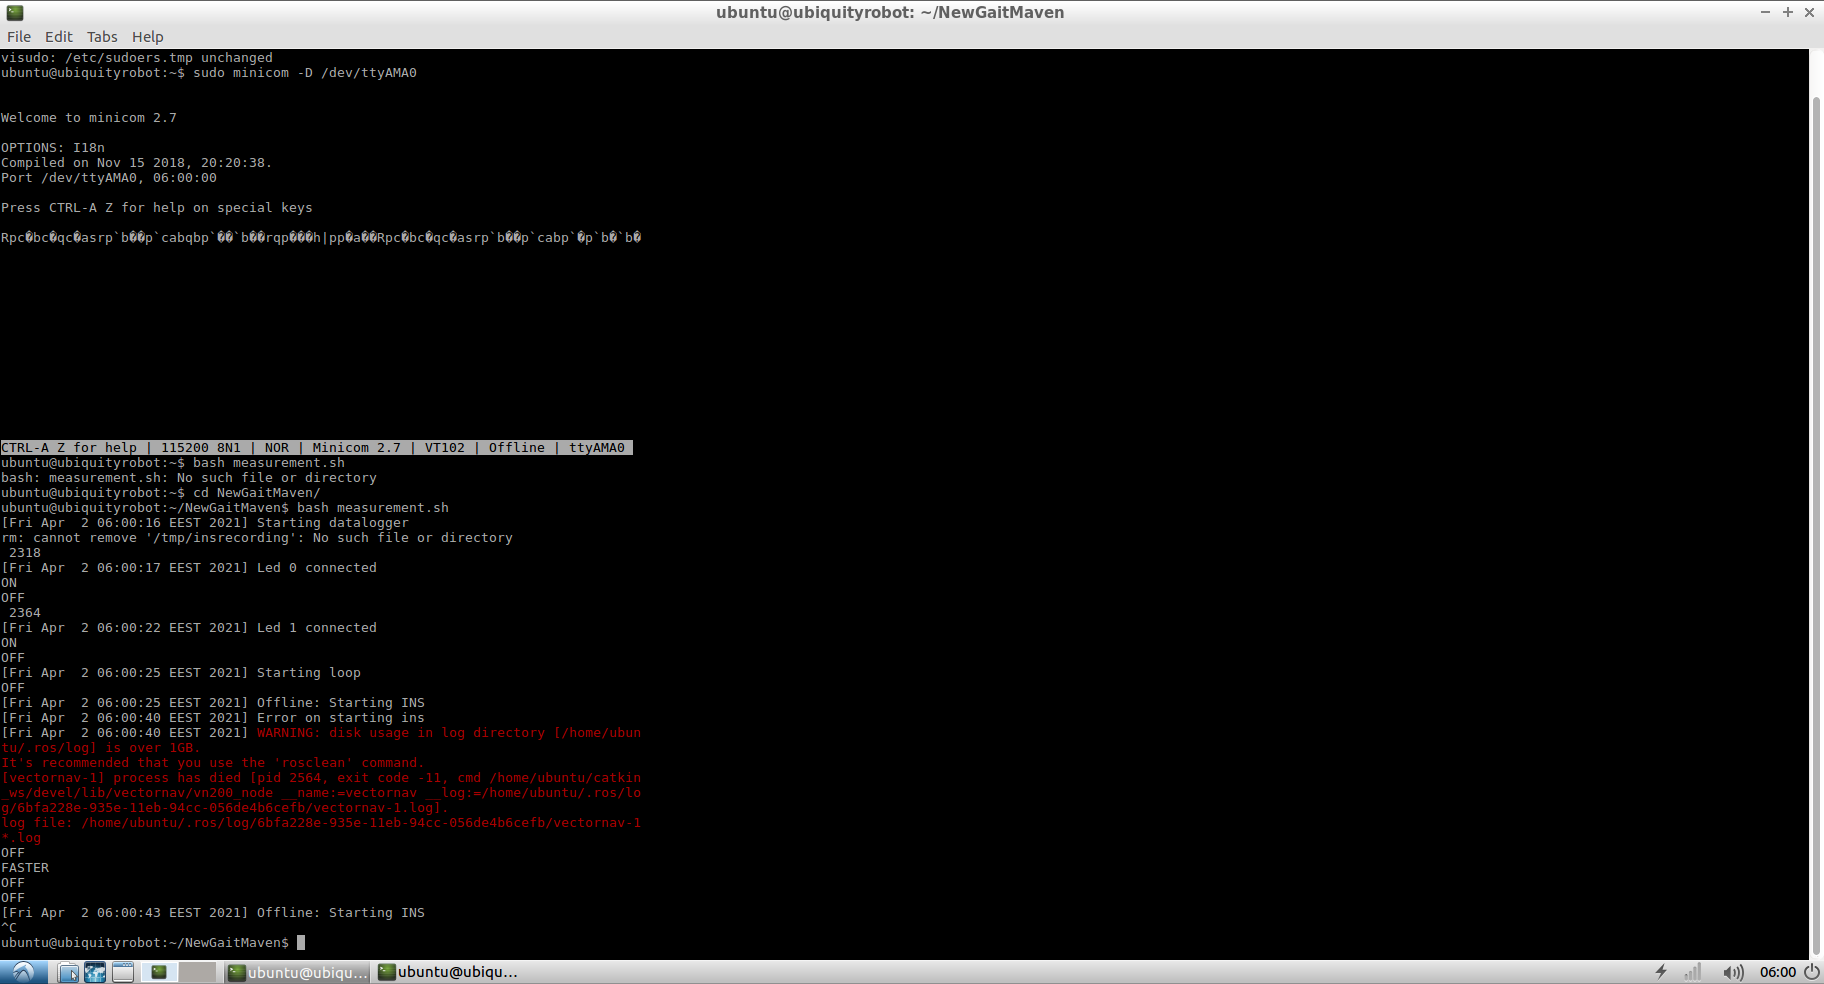 ubuntu@ubiquityrobot: ~/NewGaitMaven
File Edit Tabs Help
visudo: /etc/sudoers.tmp unchanged
ubuntu@ubiquityrobot:~$ sudo minicom -D /dev/ttyAMA0
Welcome to minicom 2.7
OPTIONS: I18n
Compiled on Nov 15 2018, 20:20:38.
Port /dev/ttyAMA0, 06:00:00
Press CTRL-A Z for help on special keys
Rpc�bc�qc�asrp`b��p`cabqbp`��`b��rqp���h|pp�a��Rpc�bc�qc�asrp`b��p`cabp`�p`b�`b�
CTRL-A Z for help | 115200 8N1 | NOR | Minicom 2.7 | VT102 | Offline | ttyAMA0
ubuntu@ubiquityrobot:~$ bash measurement.sh
bash: measurement.sh: No such file or directory
ubuntu@ubiquityrobot:~$ cd NewGaitMaven/
ubuntu@ubiquityrobot:~/NewGaitMaven$ bash measurement.sh
[Fri Apr  2 06:00:16 EEST 2021] Starting datalogger
rm: cannot remove '/tmp/insrecording': No such file or directory
2318
[Fri Apr  2 06:00:17 EEST 2021] Led 0 connected
ON
OFF
2364
[Fri Apr  2 06:00:22 EEST 2021] Led 1 connected
ON
OFF
[Fri Apr  2 06:00:25 EEST 2021] Starting loop
OFF
[Fri Apr  2 06:00:25 EEST 2021] Offline: Starting INS
[Fri Apr  2 06:00:40 EEST 2021] Error on starting ins
[Fri Apr  2 06:00:40 EEST 2021] WARNING: disk usage in log directory [/home/ubun
tu/.ros/log] is over 1GB.
It's recommended that you use the 'rosclean' command.
[vectornav-1] process has died [pid 2564, exit code -11, cmd /home/ubuntu/catkin
_ws/devel/lib/vectornav/vn200_node __name:=vectornav __log:=/home/ubuntu/.ros/lo
g/6bfa228e-935e-11eb-94cc-056de4b6cefb/vectornav-1.log].
log file: /home/ubuntu/.ros/log/6bfa228e-935e-11eb-94cc-056de4b6cefb/vectornav-1
*.log
OFF
FASTER
OFF
OFF
[Fri Apr  2 06:00:43 EEST 2021] Offline: Starting INS
^C
ubuntu@ubiquityrobot:~/NewGaitMaven$
ubuntu@ubiqu... ubuntu@ubiqu... 06:00